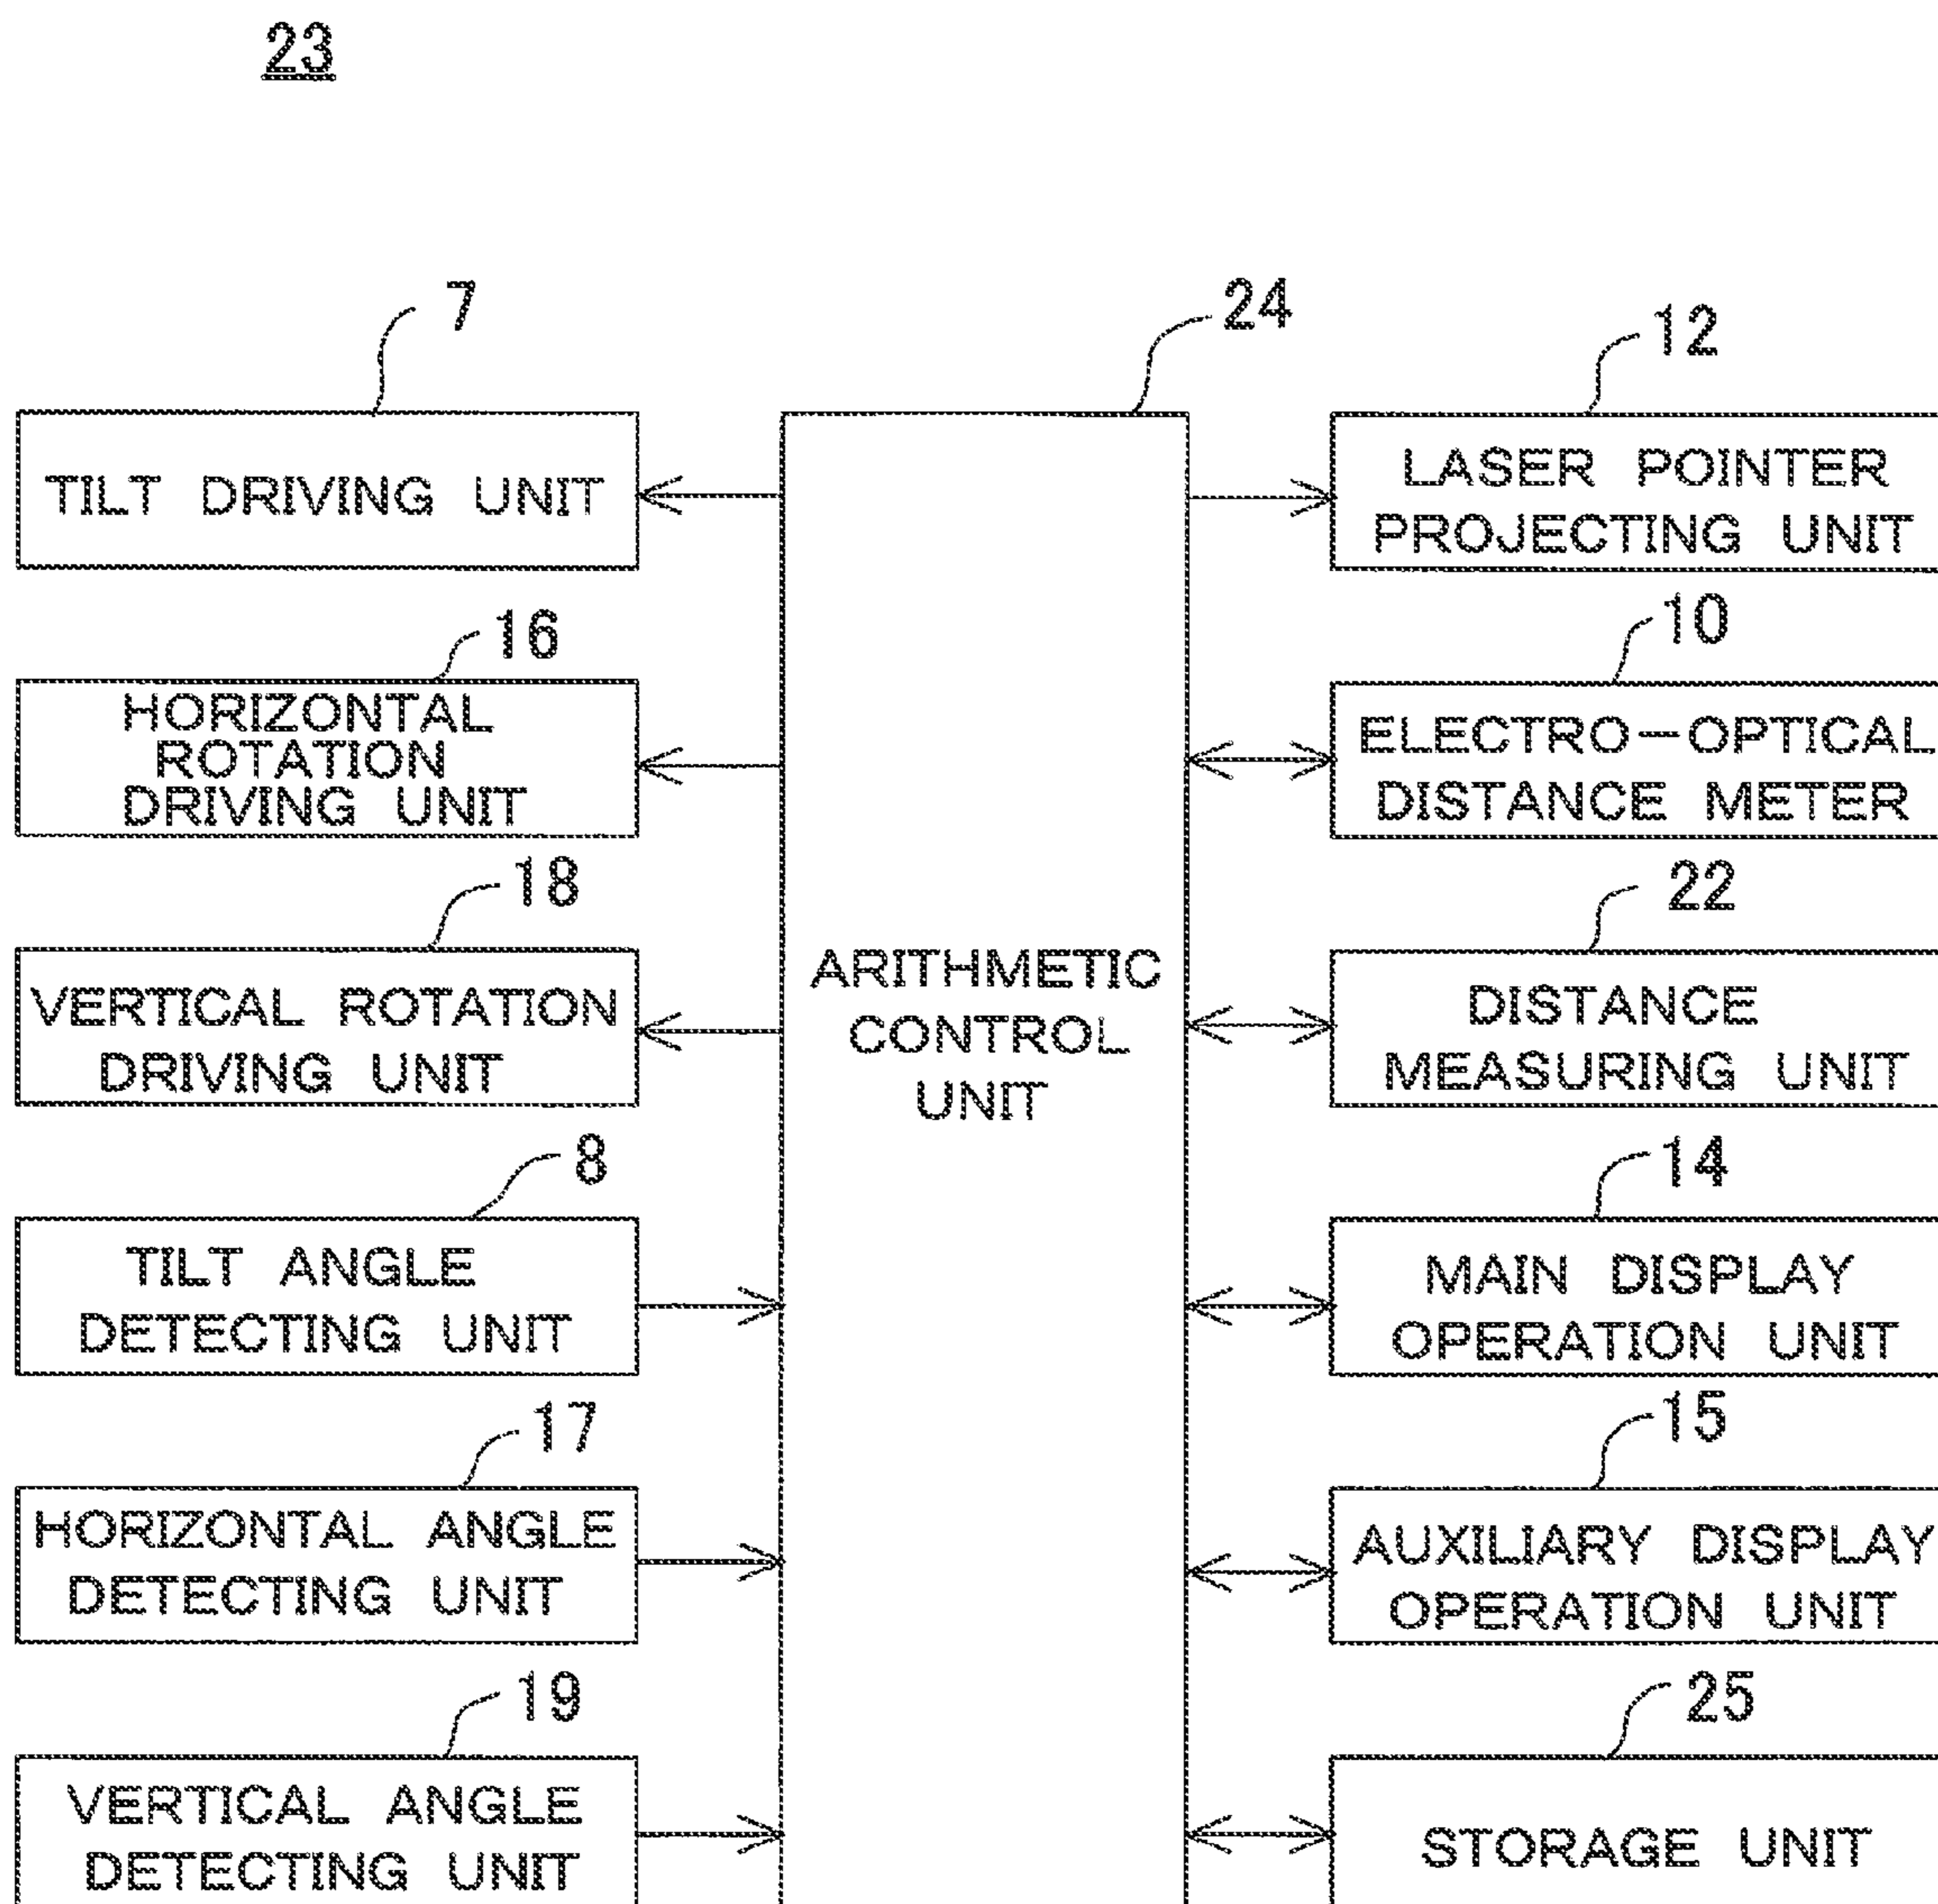 23
7
TILT DRIVING UNIT
16
HORIZONTAL
ROTATION
DRIVING UNIT
18
VERTICAL ROTATION
DRIVING UNIT
8
TILT ANGLE
DETECTING UNIT
17
HORIZONTAL ANGLE
DETECTING UNIT
19
VERTICAL ANGLE
DETECTING UNIT
24
ARITHMETIC
CONTROL
UNIT
12
LASER POINTER
PROJECTING UNIT
10
ELECTRO-OPTICAL
DISTANCE METER
22
DISTANCE
MEASURING UNIT
14
MAIN DISPLAY
OPERATION UNIT
15
AUXILIARY DISPLAY
OPERATION UNIT
25
STORAGE UNIT